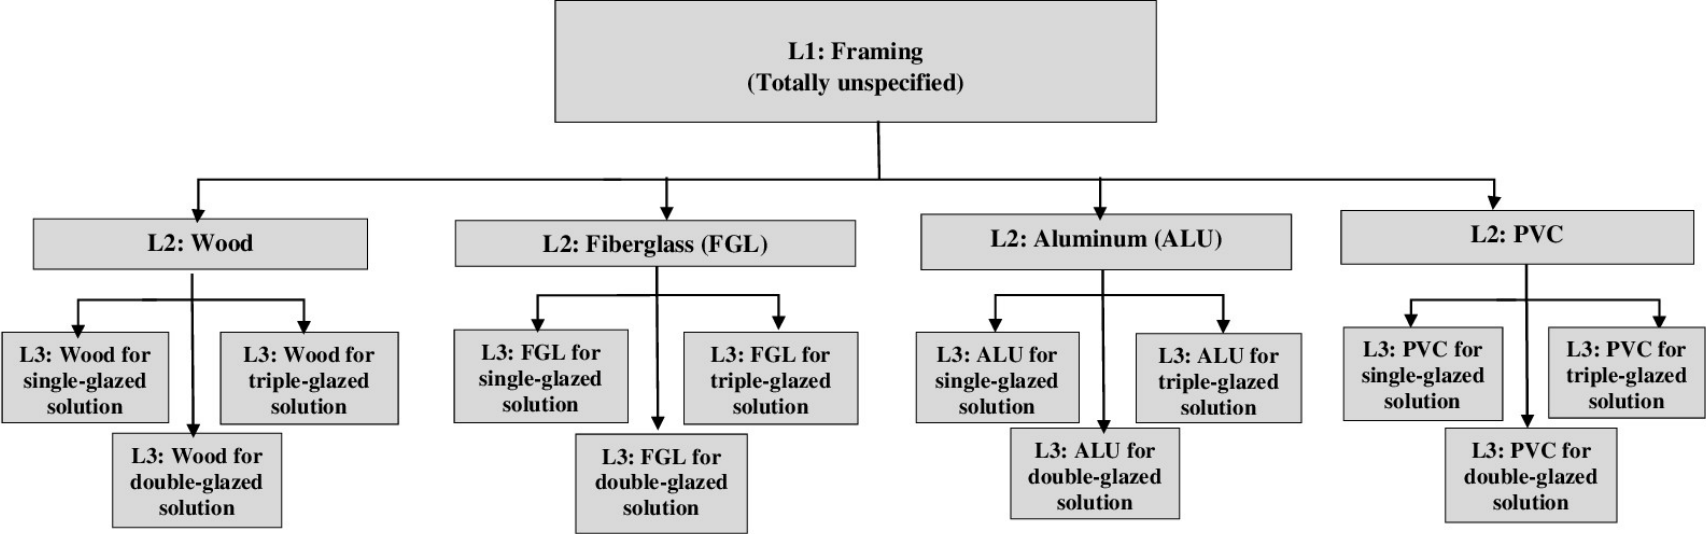 L1: Framing
(Totally unspecified)
L2: Wood
L2: Fiberglass (FGL)
L2: Aluminum (ALU)
L2: PVC
L3: Wood for
single-glazed
solution
L3: Wood for
triple-glazed
solution
L3: Wood for
double-glazed
solution
L3: FGL for
single-glazed
solution
L3: FGL for
triple-glazed
solution
L3: FGL for
double-glazed
solution
L3: ALU for
single-glazed
solution
L3: ALU for
triple-glazed
solution
L3: ALU for
double-glazed
solution
L3: PVC for
single-glazed
solution
L3: PVC for
triple-glazed
solution
L3: PVC for
double-glazed
solution